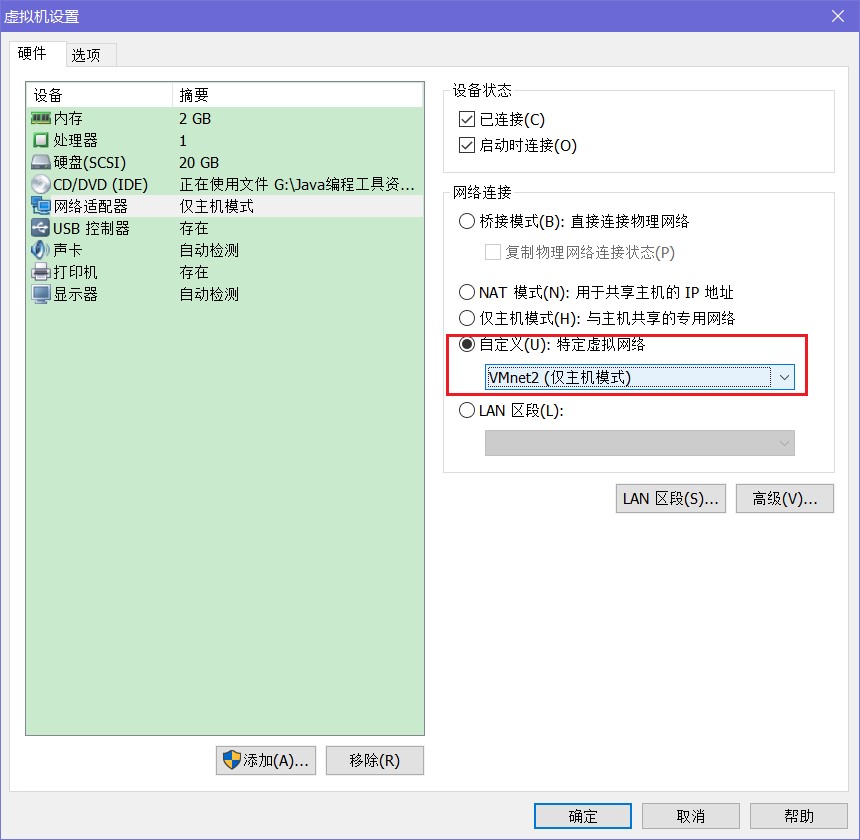 虚拟机设置
硬件 选项
设备 摘要
内存 2 GB
处理器 1
硬盘(SCSI) 20 GB
CD/DVD (IDE) 正在使用文件 G:\Java编程工具资...
网络适配器 仅主机模式
USB 控制器 存在
声卡 自动检测
打印机 存在
显示器 自动检测
添加(A)... 移除(R)
设备状态
已连接(C)
启动时连接(O)
网络连接
桥接模式(B): 直接连接物理网络
复制物理网络连接状态(P)
NAT 模式(N): 用于共享主机的 IP 地址
仅主机模式(H): 与主机共享的专用网络
自定义(U): 特定虚拟网络
VMnet2 (仅主机模式)
LAN 区段(L):
LAN 区段(S)... 高级(V)...
确定 取消 帮助